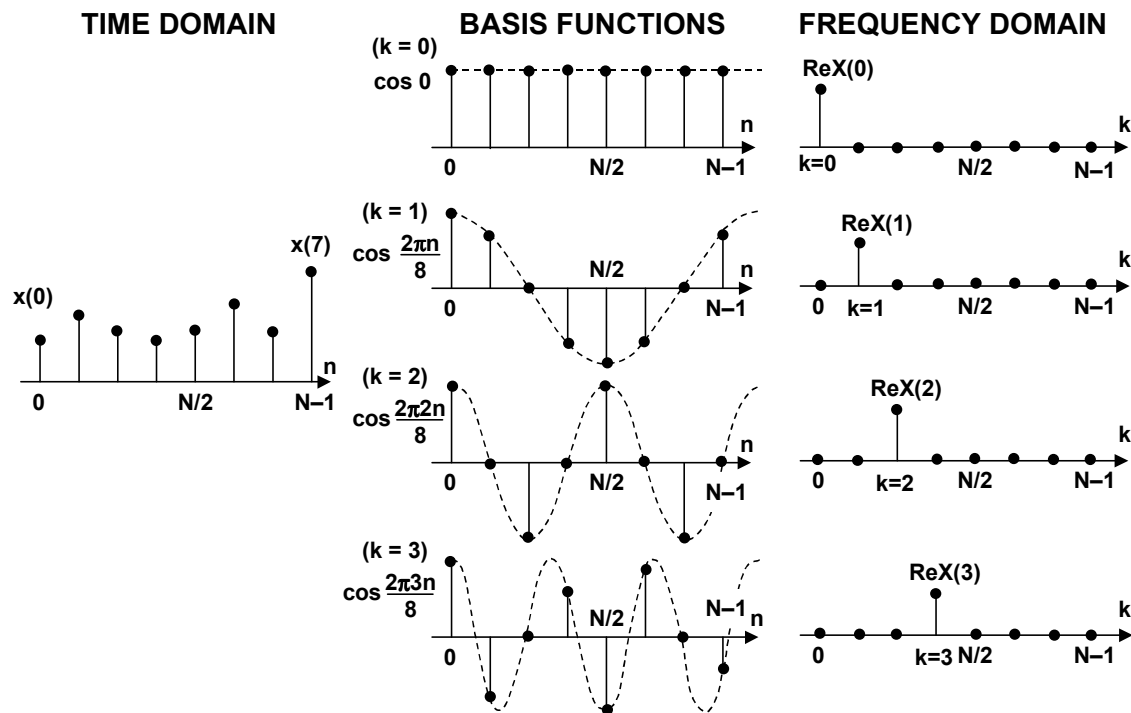 TIME DOMAIN
BASIS FUNCTIONS
FREQUENCY DOMAIN
x(0)
x(7)
n
0
N/2
N–1
(k = 0)
cos 0
n
0
N/2
N–1
ReX(0)
k
k=0
N/2
N–1
(k = 1)
cos 2πn
8
N/2
n
0
N–1
ReX(1)
k
0
k=1
N/2
N–1
(k = 2)
cos 2π2n
8
n
0
N/2
N–1
ReX(2)
k
0
k=2
N/2
N–1
(k = 3)
cos 2π3n
8
N/2
N–1
n
0
ReX(3)
k
0
k=3
N/2
N–1